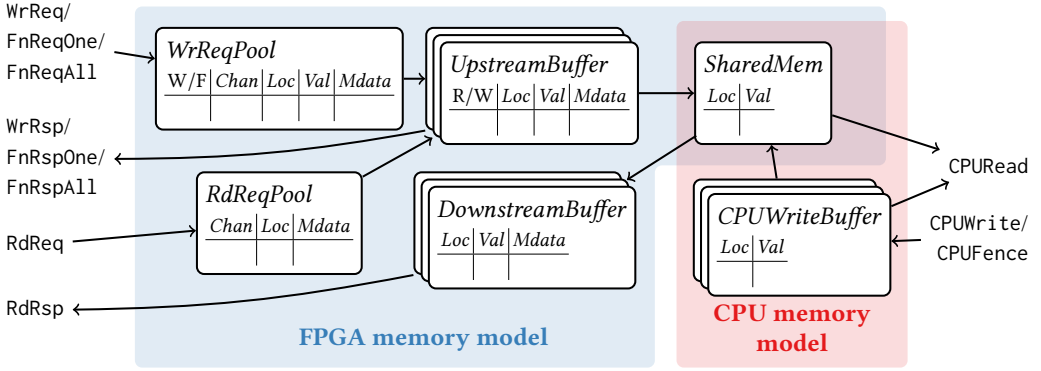 WrReq/
FnReqOne/
FnReqAll
WrReqPool
W/F Chan Loc Val Mdata
UpstreamBuffer
R/W Loc Val Mdata
SharedMem
Loc Val
WrRsp/
FnRspOne/
FnRspAll
CPURead
RdReqPool
Chan Loc Mdata
DownstreamBuffer
Loc Val Mdata
CPUWriteBuffer
Loc Val
CPUWrite/
CPUFence
RdReq
RdRsp
FPGA memory model
CPU memory
model